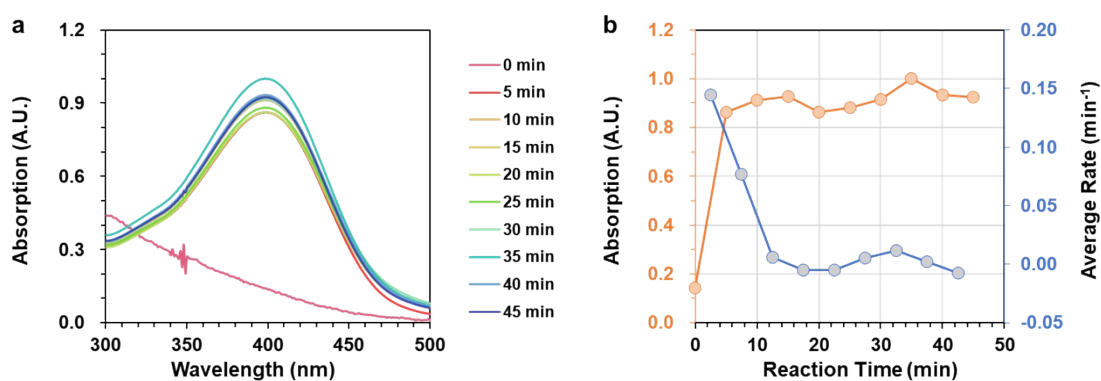 a
1.2
0.9
0.6
0.3
0.0
Absorption (A.U.)
300
350
400
450
500
Wavelength (nm)
0 min
5 min
10 min
15 min
20 min
25 min
30 min
35 min
40 min
45 min
b
1.2
1.0
0.8
0.6
0.4
0.2
0.0
Absorption (A.U.)
0
10
20
30
40
50
Reaction Time (min)
0.20
0.15
0.10
0.05
0.00
-0.05
Average Rate (min⁻¹)